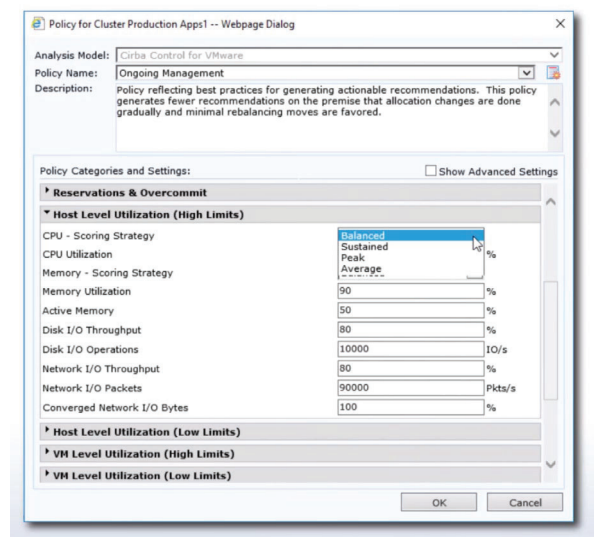 Policy for Cluster Production Apps1 -- Webpage Dialog
Analysis Model: Cirba Control for VMware
Policy Name: Ongoing Management
Description: Policy reflecting best practices for generating actionable recommendations. This policy
generates fewer recommendations on the premise that allocation changes are done
gradually and minimal rebalancing moves are favored.
Policy Categories and Settings: Show Advanced Settings
Reservations & Overcommit
Host Level Utilization (High Limits)
CPU - Scoring Strategy Balanced
Sustained
CPU Utilization %
Peak
Memory - Scoring Strategy Average
Memory Utilization 90 %
Active Memory 50 %
Disk I/O Throughput 80 %
Disk I/O Operations 10000 IO/s
Network I/O Throughput 80 %
Network I/O Packets 90000 Pkts/s
Converged Network I/O Bytes 100 %
Host Level Utilization (Low Limits)
VM Level Utilization (High Limits)
VM Level Utilization (Low Limits)
OK Cancel